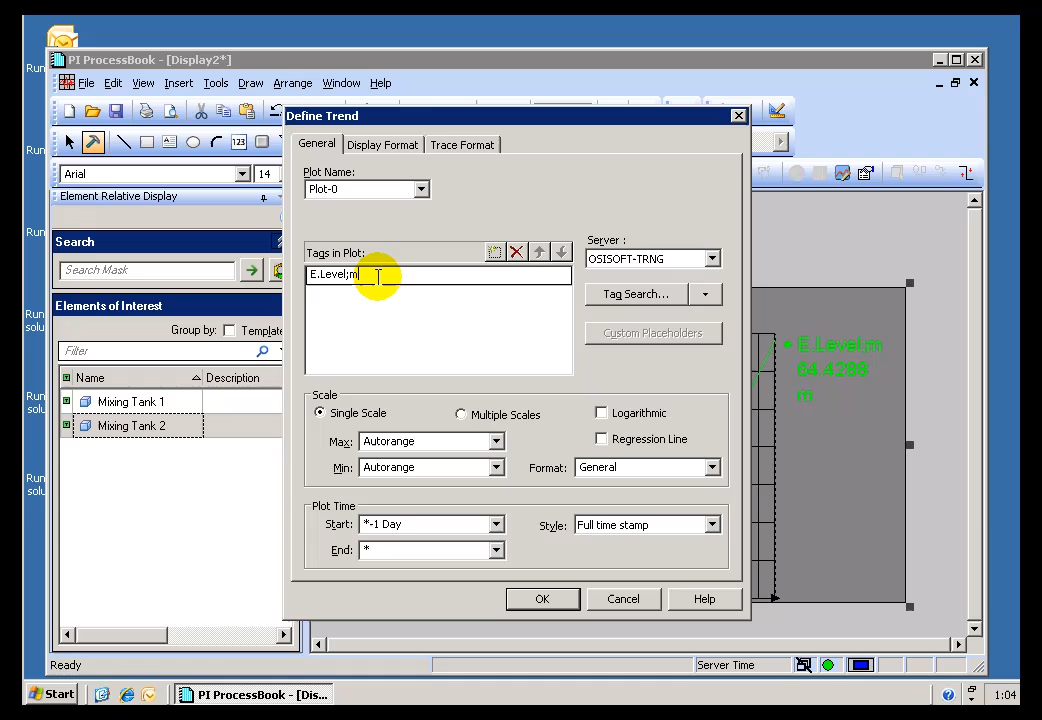 Run
PI ProcessBook - [Display2*]
File Edit View Insert Tools Draw Arrange Window Help
Define Trend
123
General Display Format Trace Format
Run
Arial 14
Plot Name:
Plot-0
Element Relative Display
Run
Search
Server :
Tags in Plot:
OSISOFT-TRNG
Search Mask
E.Level;m
Tag Search...
Elements of Interest
Run
solu
Group by: Template
Custom Placeholders
Filter
E.Level;m
64.4288
m
Name Description
Scale
Run
solu
Mixing Tank 1
Single Scale Multiple Scales Logarithmic
Mixing Tank 2
Max: Autorange Regression Line
Min: Autorange Format: General
Run
solu
Plot Time
Start: *-1 Day Style: Full time stamp
End: *
OK Cancel Help
Ready Server Time
Start PI ProcessBook - [Dis... 1:04